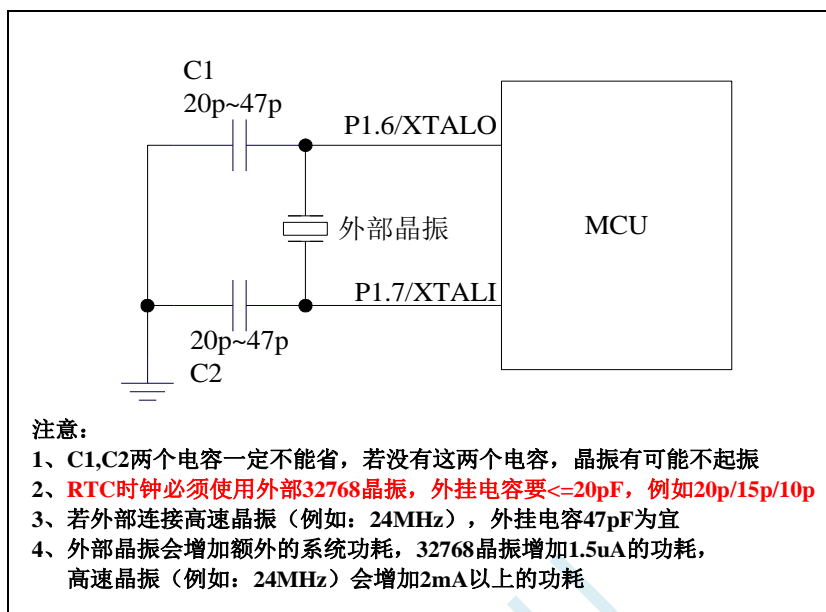 C1
20p~47p
P1.6/XTALO
外部晶振
MCU
P1.7/XTALI
20p~47p
C2
注意：
1、C1,C2两个电容一定不能省，若没有这两个电容，晶振有可能不起振
2、RTC时钟必须使用外部32768晶振，外挂电容要<=20pF，例如20p/15p/10p
3、若外部连接高速晶振（例如：24MHz），外挂电容47pF为宜
4、外部晶振会增加额外的系统功耗，32768晶振增加1.5uA的功耗，
高速晶振（例如：24MHz）会增加2mA以上的功耗